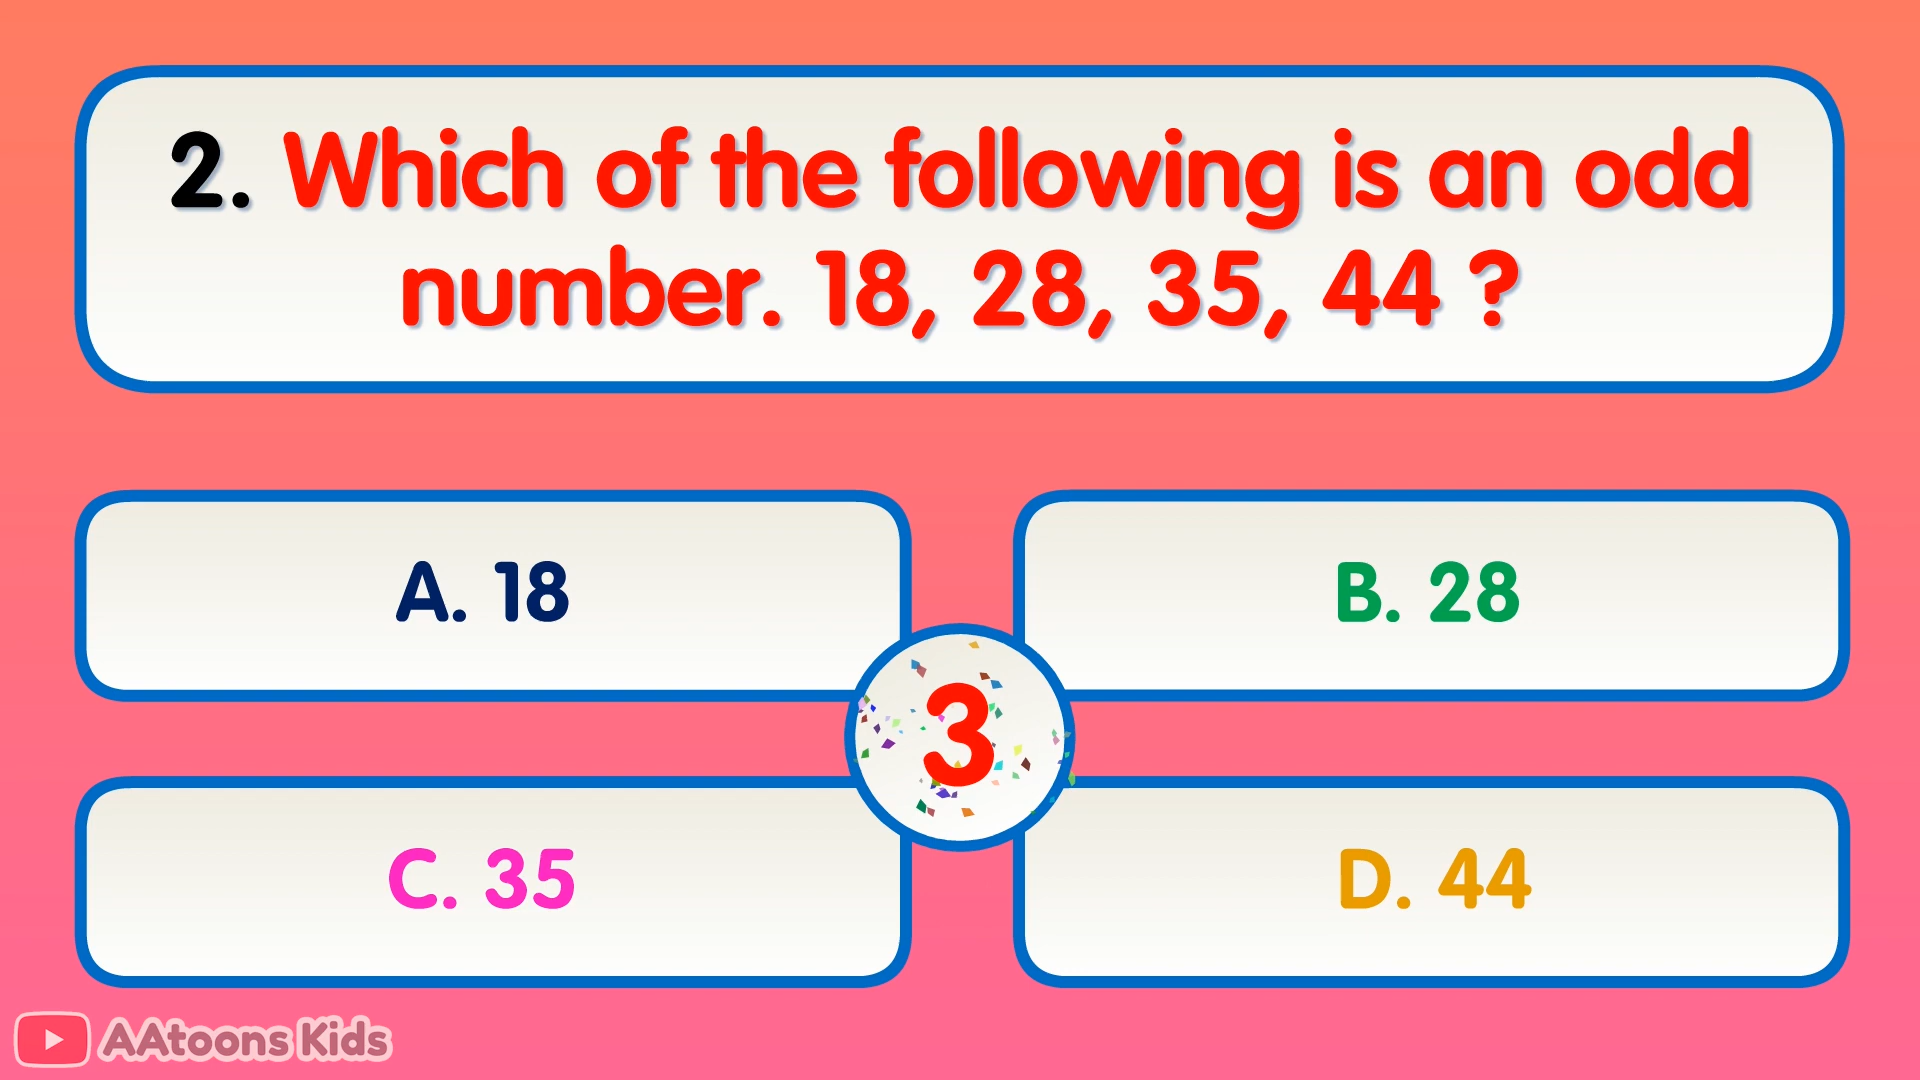 2. Which of the following is an odd
number. 18, 28, 35, 44 ?
A. 18
B. 28
3
C. 35
D. 44
AAtoons Kids